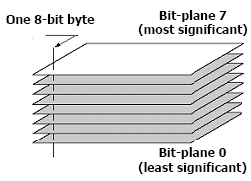 One 8-bit byte
Bit-plane 7
(most significant)
Bit-plane 0
(least significant)